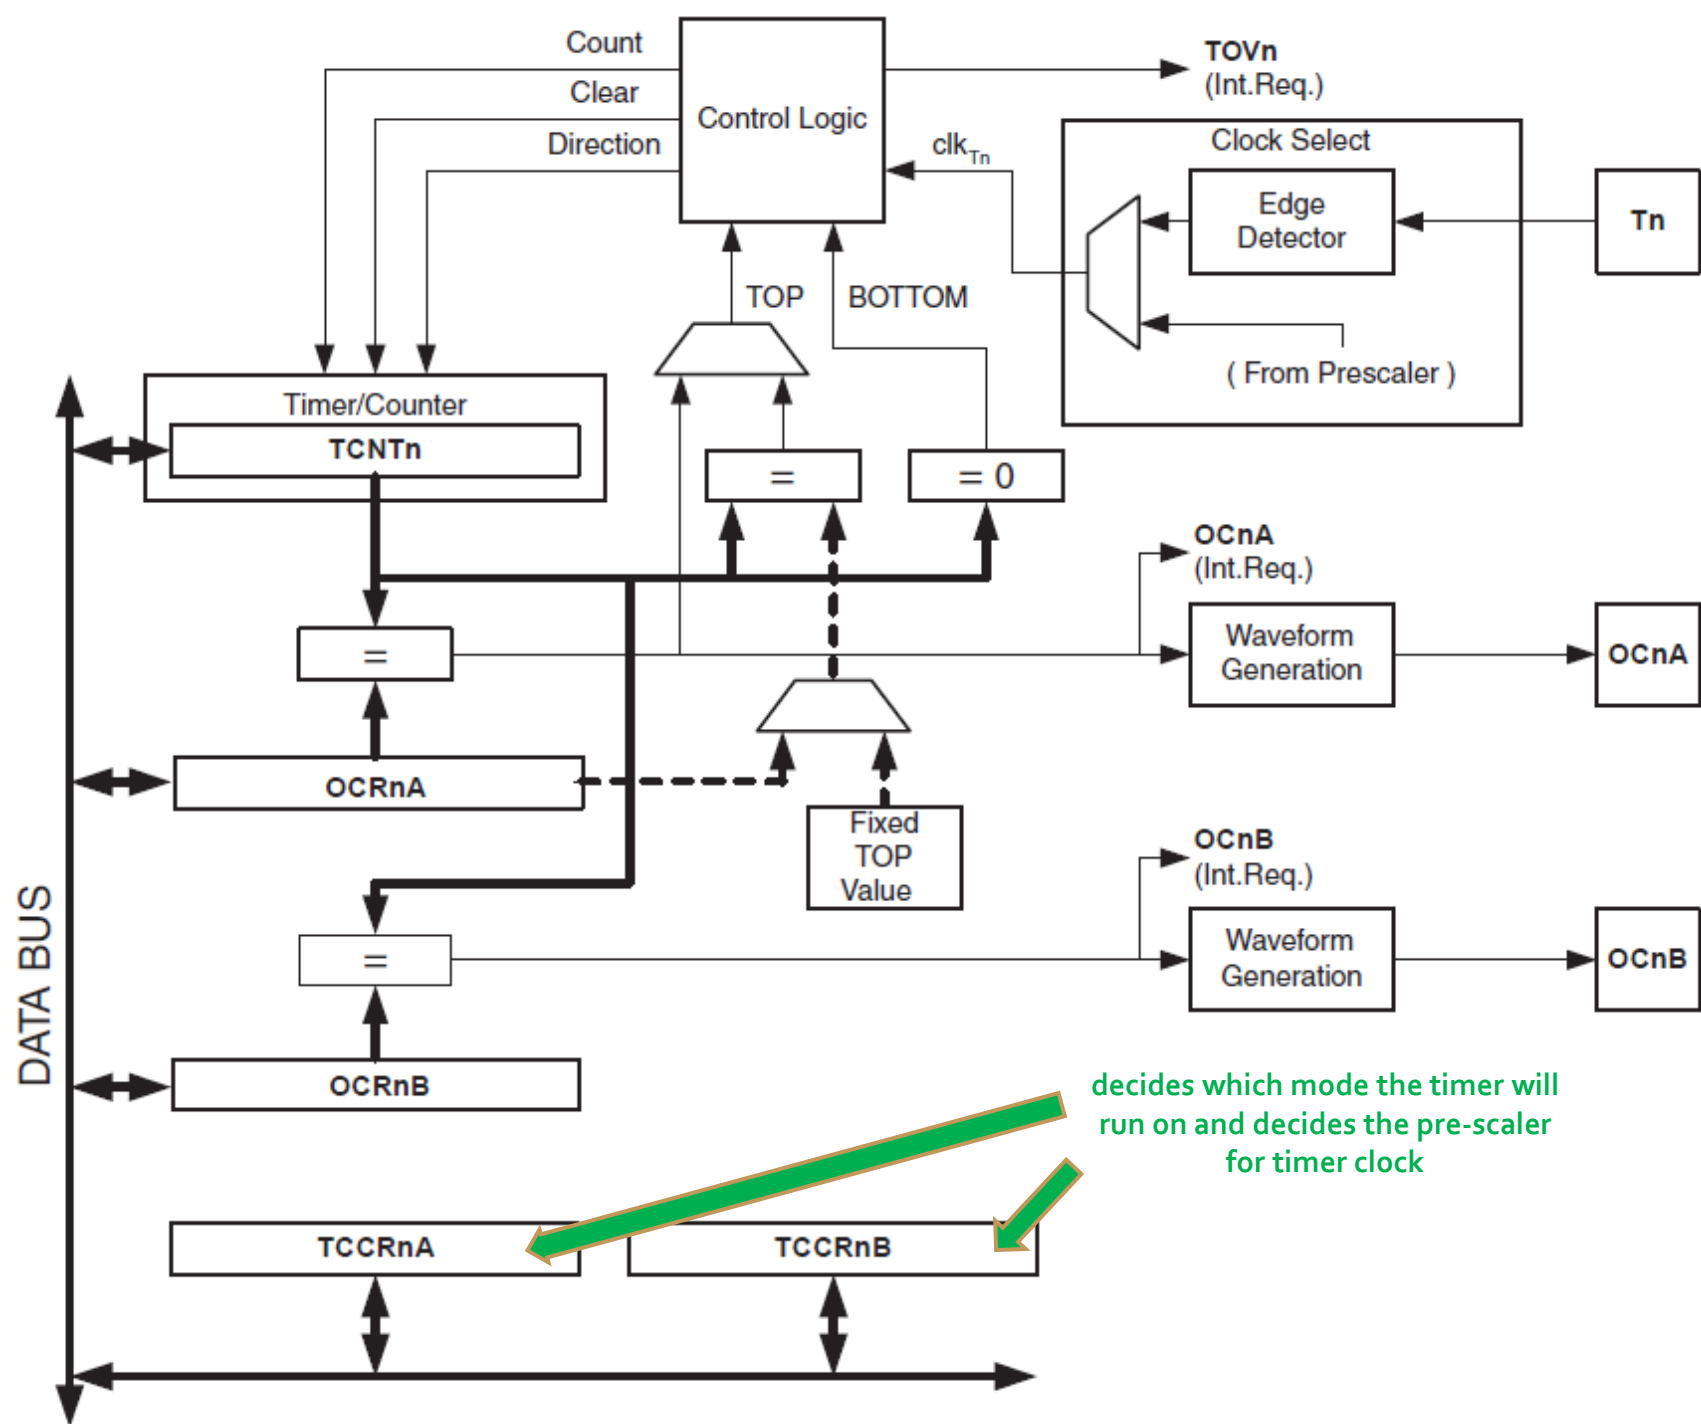 Count
Clear
Direction
Control Logic
TOVn
(Int.Req.)
clkTn
Clock Select
Edge
Detector
Tn
TOP
BOTTOM
( From Prescaler )
Timer/Counter
TCNTn
=
= 0
OCnA
(Int.Req.)
=
Waveform
Generation
OCnA
OCRnA
Fixed
TOP
Value
OCnB
(Int.Req.)
=
Waveform
Generation
OCnB
DATA BUS
OCRnB
decides which mode the timer will
run on and decides the pre-scaler
for timer clock
TCCRnA
TCCRnB